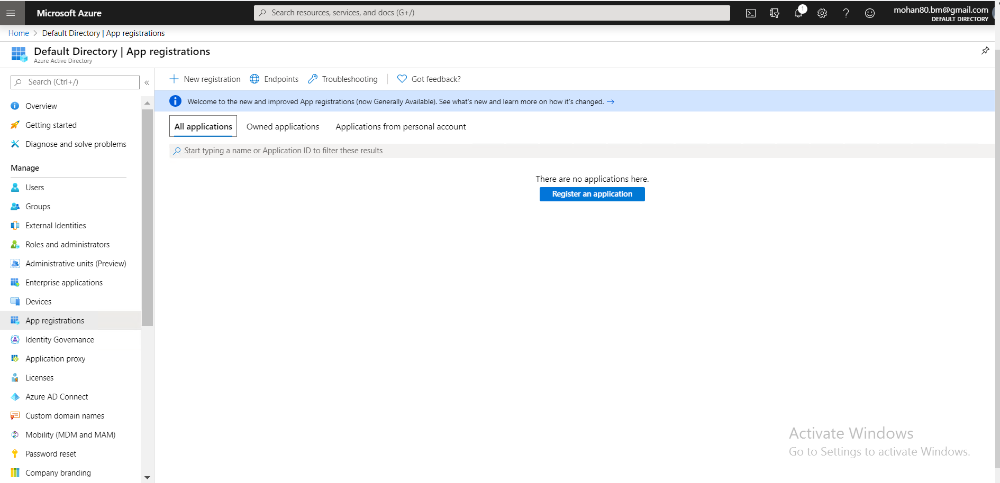 Microsoft Azure
Search resources, services, and docs (G+/)
1
mohan80.bm@gmail.com
DEFAULT DIRECTORY
Home > Default Directory | App registrations
Default Directory | App registrations
Azure Active Directory
Search (Ctrl+/)
«
Overview
Getting started
Diagnose and solve problems
Manage
Users
Groups
External Identities
Roles and administrators
Administrative units (Preview)
Enterprise applications
Devices
App registrations
Identity Governance
Application proxy
Licenses
Azure AD Connect
Custom domain names
Mobility (MDM and MAM)
Password reset
Company branding
New registration Endpoints Troubleshooting Got feedback?
Welcome to the new and improved App registrations (now Generally Available). See what's new and learn more on how it's changed. →
All applications Owned applications Applications from personal account
Start typing a name or Application ID to filter these results
There are no applications here.
Register an application
Activate Windows
Go to Settings to activate Windows.